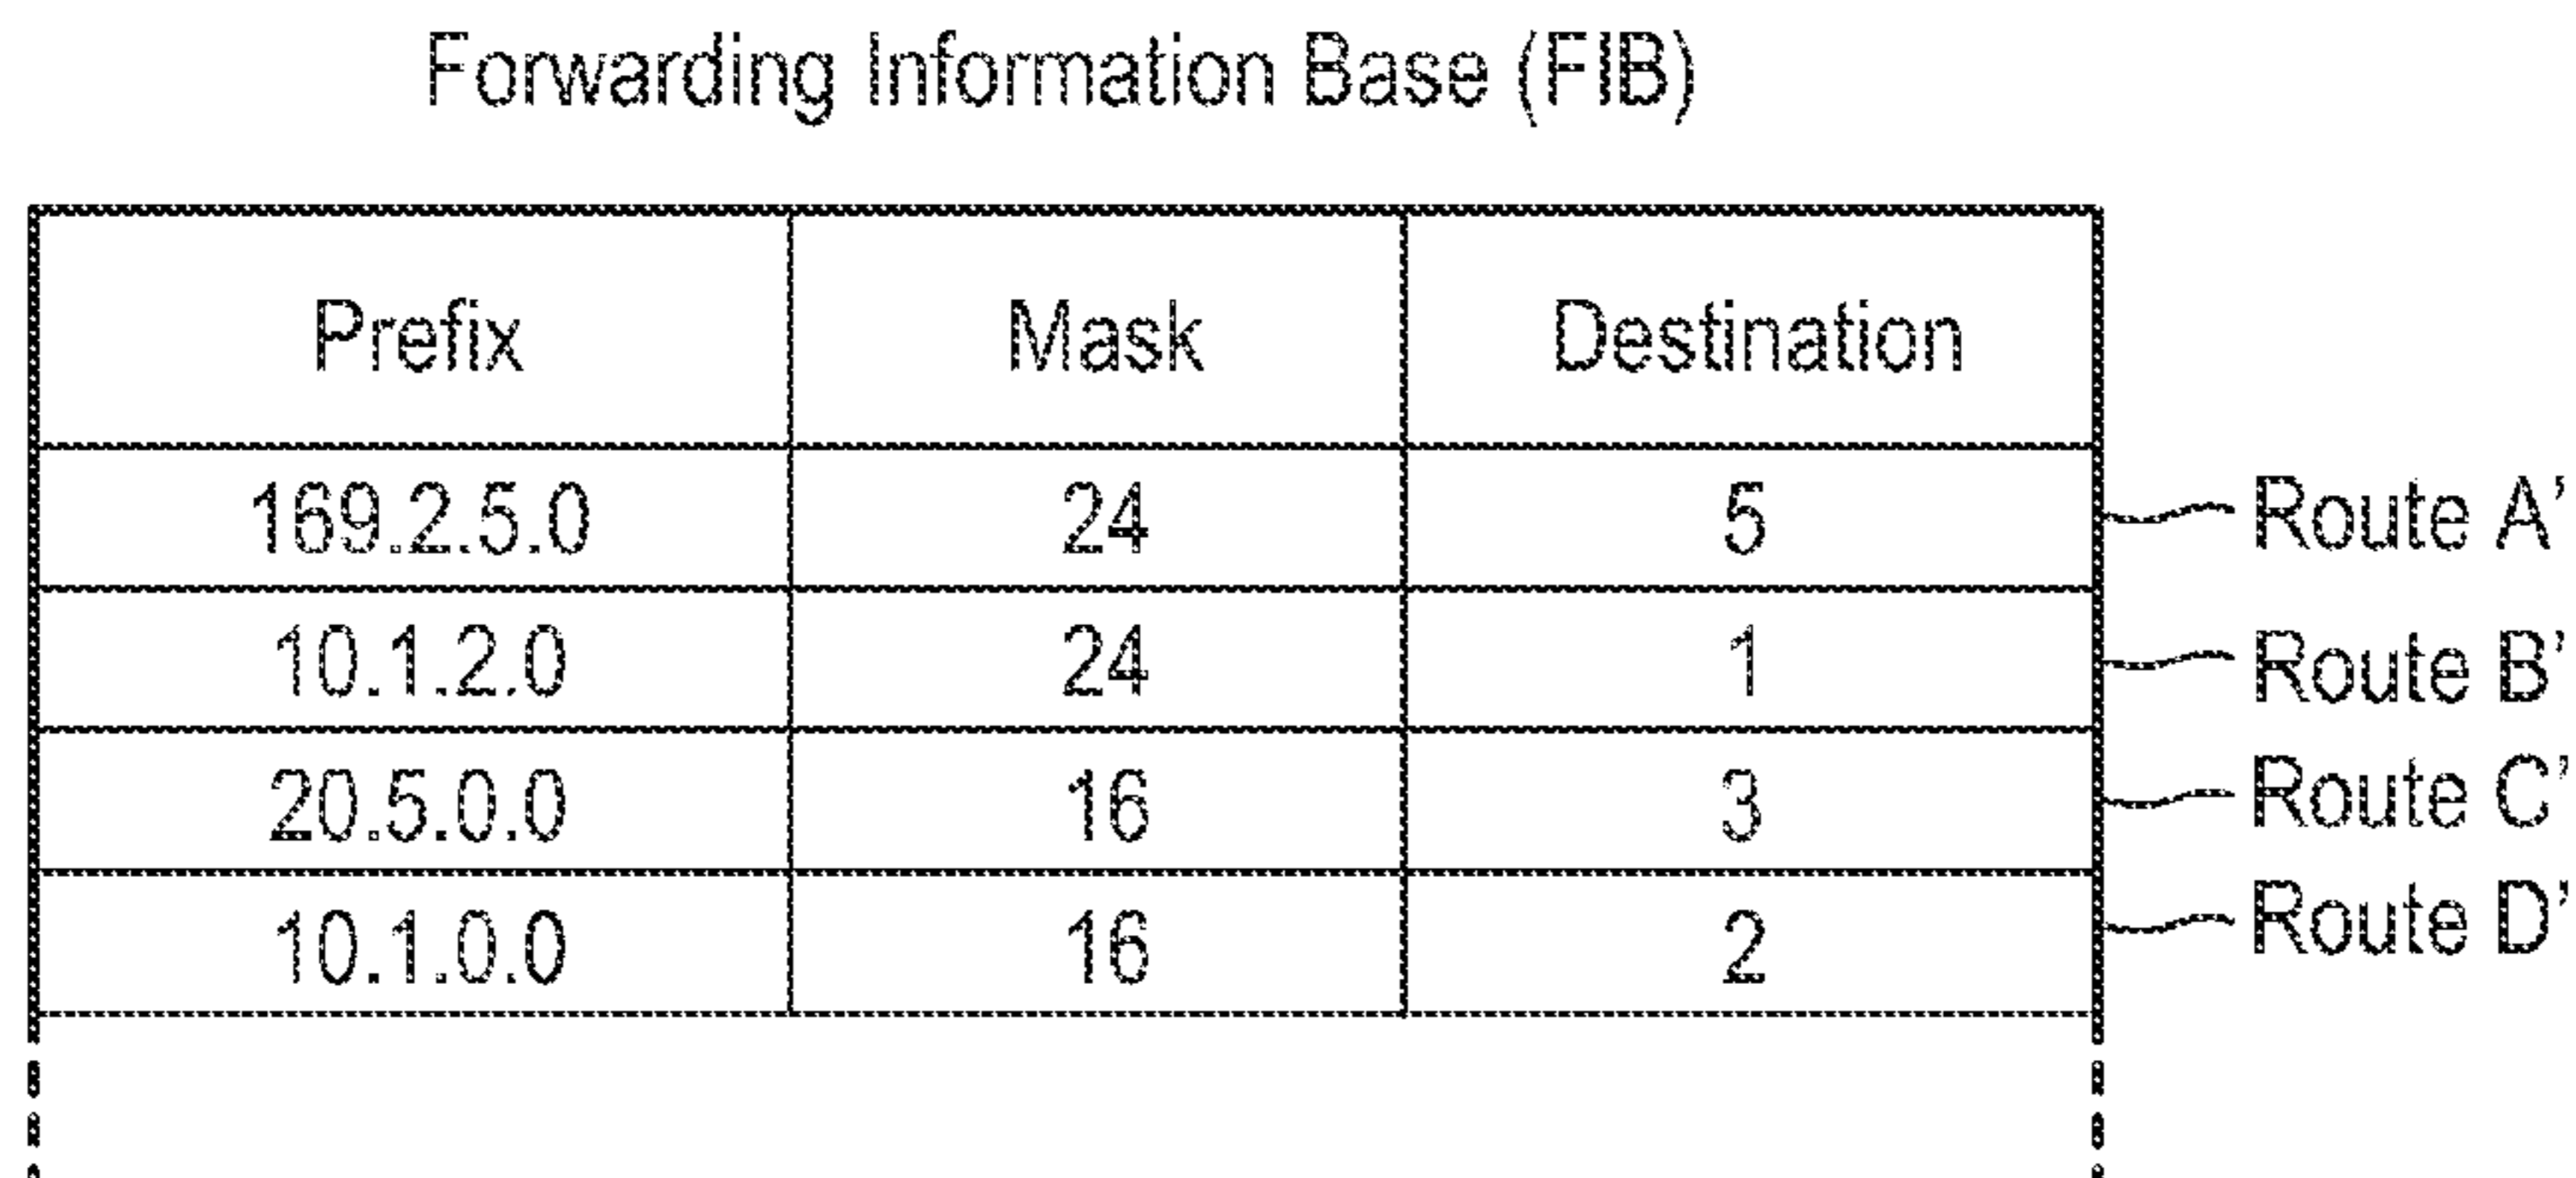 Forwarding Information Base (FIB)
Prefix Mask Destination
169.2.5.0 24 5 Route A'
10.1.2.0 24 1 Route B'
20.5.0.0 16 3 Route C'
10.1.0.0 16 2 Route D'